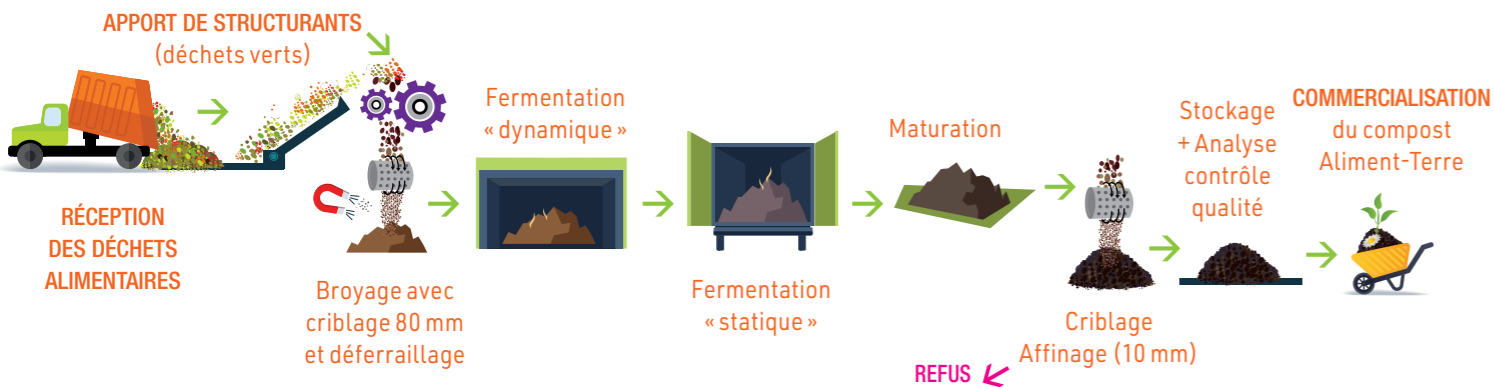 APPORT DE STRUCTURANTS
(déchets verts)
RÉCEPTION
DES DÉCHETS
ALIMENTAIRES
Broyage avec
criblage 80 mm
et déferraillage
Fermentation
« dynamique »
Fermentation
« statique »
Maturation
Criblage
Affinage (10 mm)
REFUS
Stockage
+ Analyse
contrôle
qualité
COMMERCIALISATION
du compost
Aliment-Terre